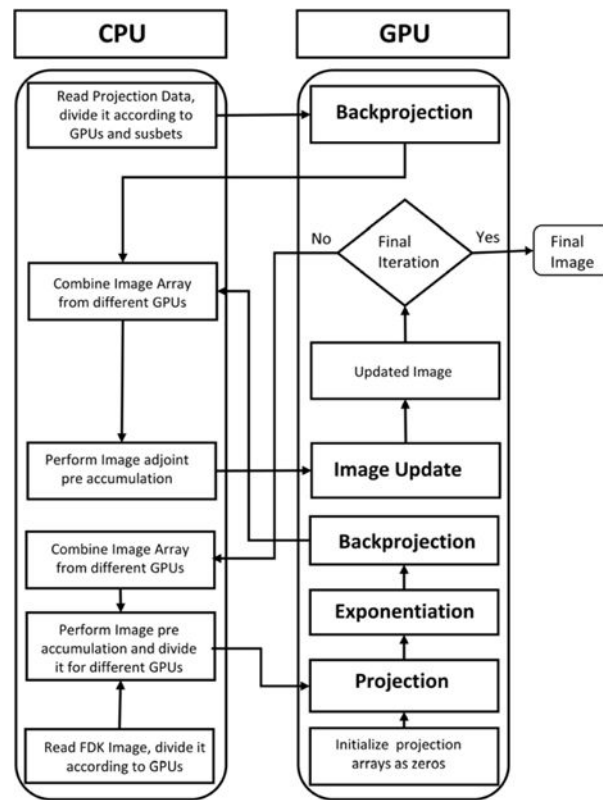 CPU
GPU
Read Projection Data,
divide it according to
GPUs and susbets
Backprojection
No
Final
Iteration
Yes
Final
Image
Combine Image Array
from different GPUs
Updated Image
Perform Image adjoint
pre accumulation
Image Update
Combine Image Array
from different GPUs
Backprojection
Exponentiation
Perform Image pre
accumulation and divide
it for different GPUs
Projection
Read FDK Image, divide it
according to GPUs
Initialize projection
arrays as zeros